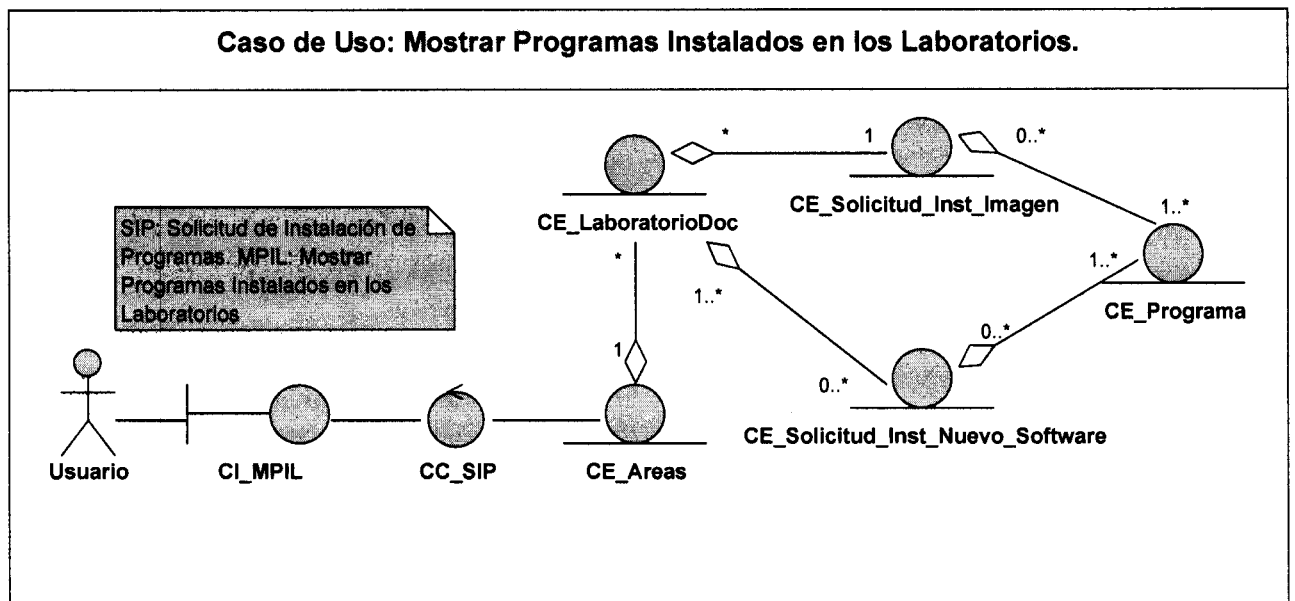 Caso de Uso: Mostrar Programas Instalados en los Laboratorios.
*
1
0..*
CE_LaboratorioDoc
CE_Solicitud_Inst_Imagen
SIP: Solicitud de Instalación de
Programas. MPIL: Mostrar
Programas Instalados en los
Laboratorios
1..*
*
1..*
1..*
CE_Programa
0..*
1
0..*
CE_Solicitud_Inst_Nuevo_Software
Usuario
CI_MPIL
CC_SIP
CE_Areas